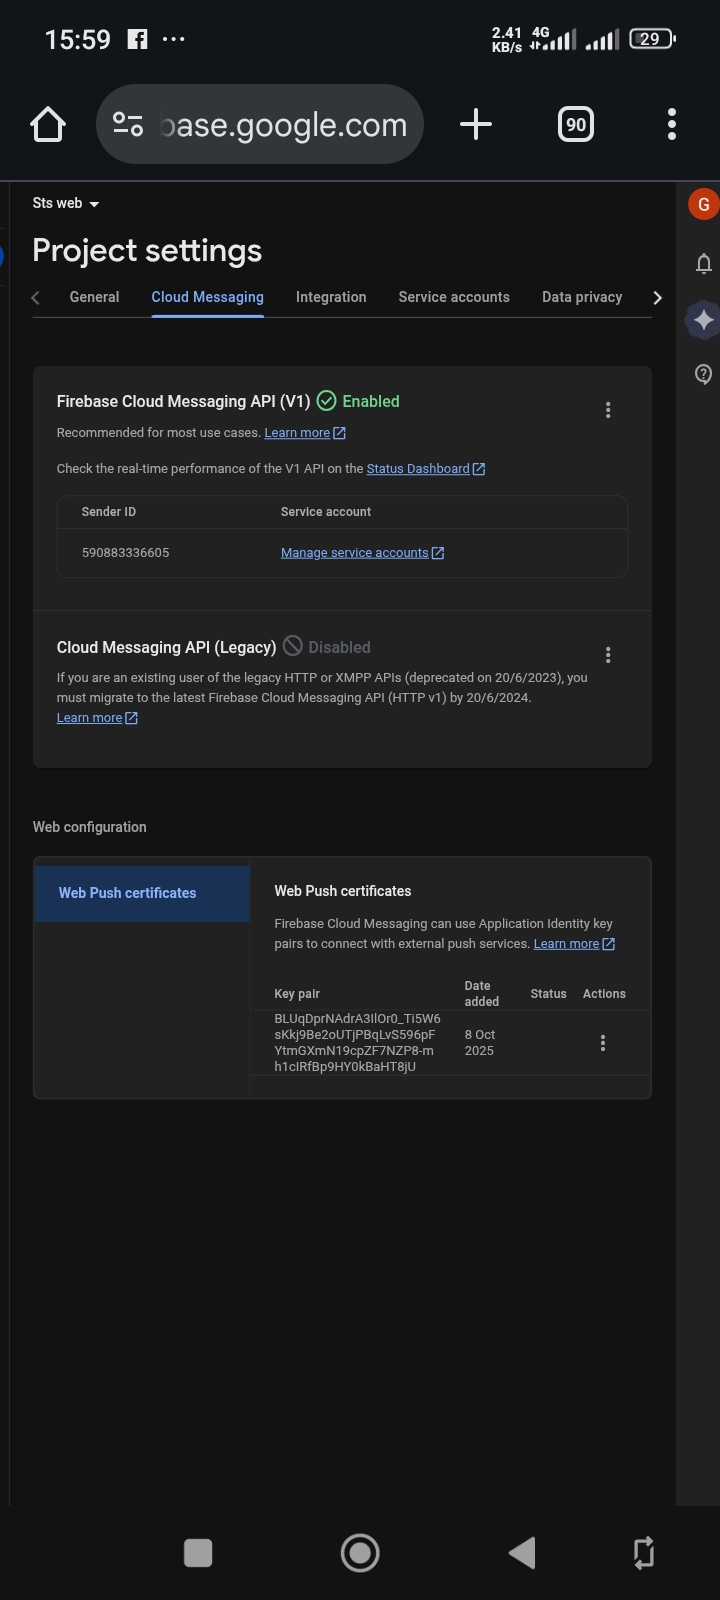 15:59
2.41
KB/s
4G
29
base.google.com
90
Sts web
G
Project settings
General
Cloud Messaging
Integration
Service accounts
Data privacy
Firebase Cloud Messaging API (V1) Enabled
Recommended for most use cases. Learn more
Check the real-time performance of the V1 API on the Status Dashboard
Sender ID
Service account
590883336605
Manage service accounts
Cloud Messaging API (Legacy) Disabled
If you are an existing user of the legacy HTTP or XMPP APIs (deprecated on 20/6/2023), you
must migrate to the latest Firebase Cloud Messaging API (HTTP v1) by 20/6/2024.
Learn more
Web configuration
Web Push certificates
Web Push certificates
Firebase Cloud Messaging can use Application Identity key
pairs to connect with external push services. Learn more
Key pair
Date
added
Status
Actions
BLUqDprNAdrA3IlOr0_Ti5W6
sKkj9Be2oUTjPBqLvS596pF
YtmGXmN19cpZF7NZP8-m
h1cIRfBp9HY0kBaHT8jU
8 Oct
2025